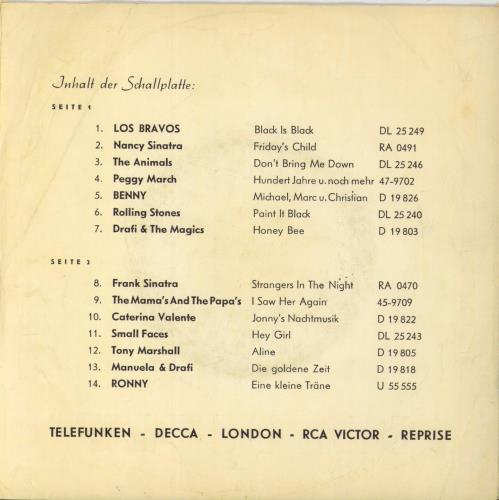 Inhalt der Schallplatte:
SEITE 1
1. LOS BRAVOS Black Is Black DL 25 249
2. Nancy Sinatra Friday's Child RA 0491
3. The Animals Don't Bring Me Down DL 25 246
4. Peggy March Hundert Jahre u. noch mehr 47-9702
5. BENNY Michael, Marc u. Christian D 19 826
6. Rolling Stones Paint It Black DL 25 240
7. Drafi & The Magics Honey Bee D 19 803
SEITE 2
8. Frank Sinatra Strangers In The Night RA 0470
9. The Mama's And The Papa's I Saw Her Again 45-9709
10. Caterina Valente Jonny's Nachtmusik D 19 822
11. Small Faces Hey Girl DL 25 243
12. Tony Marshall Aline D 19 805
13. Manuela & Drafi Die goldene Zeit D 19 818
14. RONNY Eine kleine Träne U 55 555
TELEFUNKEN - DECCA - LONDON - RCA VICTOR - REPRISE